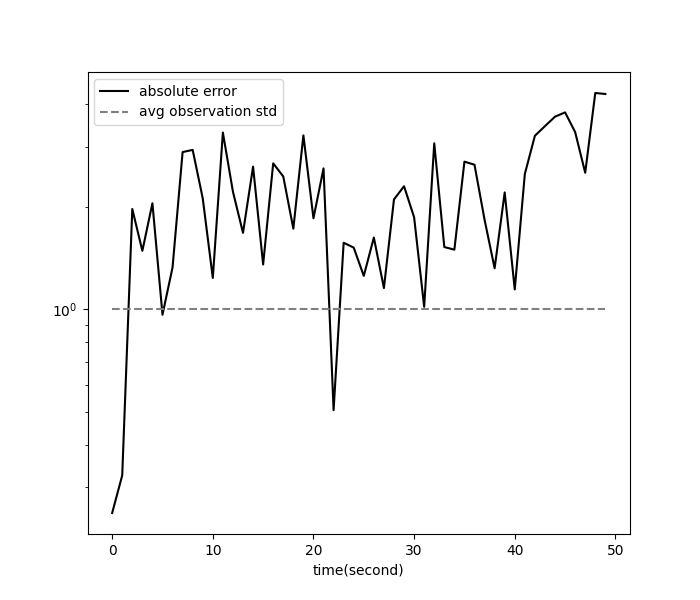 absolute error
avg observation std
10⁰
0 10 20 30 40 50
time(second)